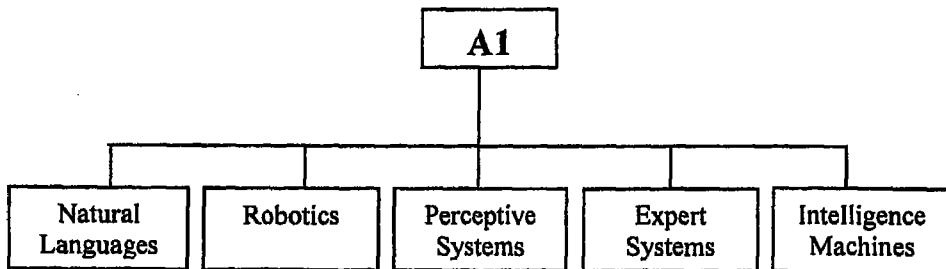 A1
Natural
Languages
Robotics
Perceptive
Systems
Expert
Systems
Intelligence
Machines